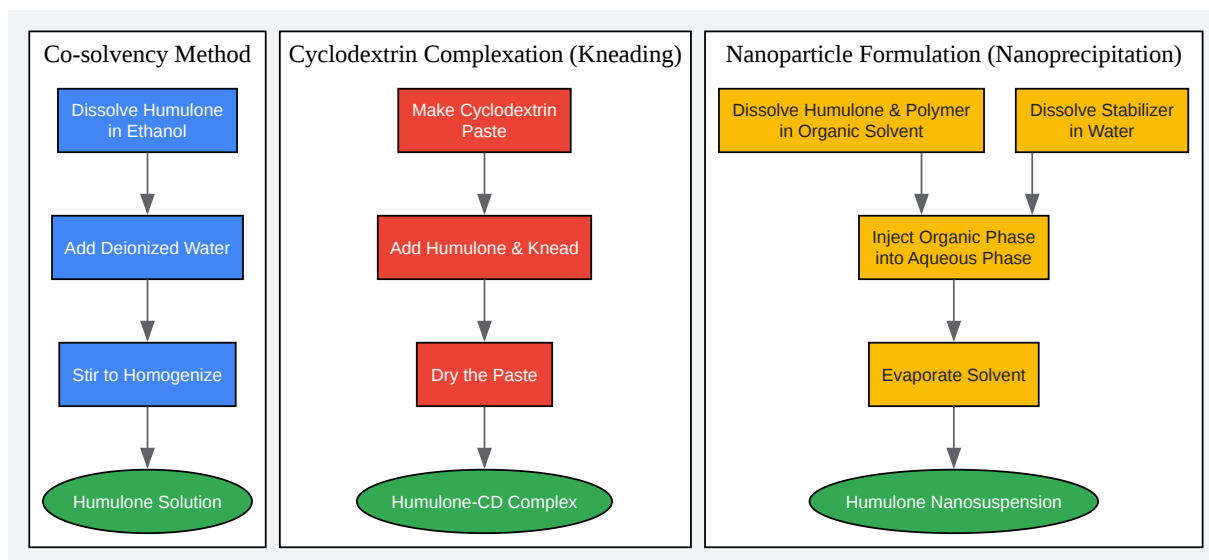 Co-solvency Method
Dissolve Humulone
in Ethanol
Add Deionized Water
Stir to Homogenize
Humulone Solution
Cyclodextrin Complexation (Kneading)
Make Cyclodextrin
Paste
Add Humulone & Knead
Dry the Paste
Humulone-CD Complex
Nanoparticle Formulation (Nanoprecipitation)
Dissolve Humulone & Polymer
in Organic Solvent
Dissolve Stabilizer
in Water
Inject Organic Phase
into Aqueous Phase
Evaporate Solvent
Humulone Nanosuspension